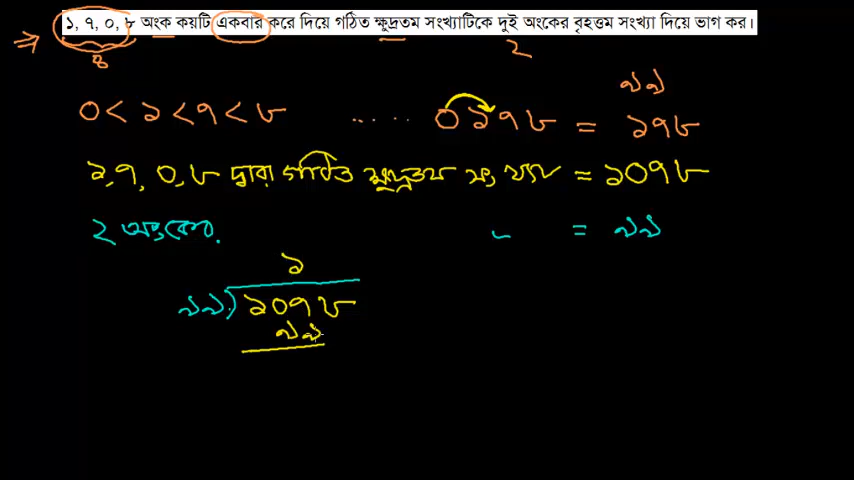 ১, ৭, ০, ৮ অংক কয়টি একবার করে দিয়ে গঠিত ক্ষুদ্রতম সংখ্যাটিকে দুই অংকের বৃহত্তম সংখ্যা দিয়ে ভাগ কর।
৪ ২
৯৯
০ < ১ < ৭ < ৮ ..... ০১৭৮ = ১৭৮
১, ৭, ০, ৮ দ্বারা গঠিত ক্ষুদ্রতম সংখ্যা = ১০৭৮
২ অংকের = ৯৯
১
৯৯) ১০৭৮
৯৯